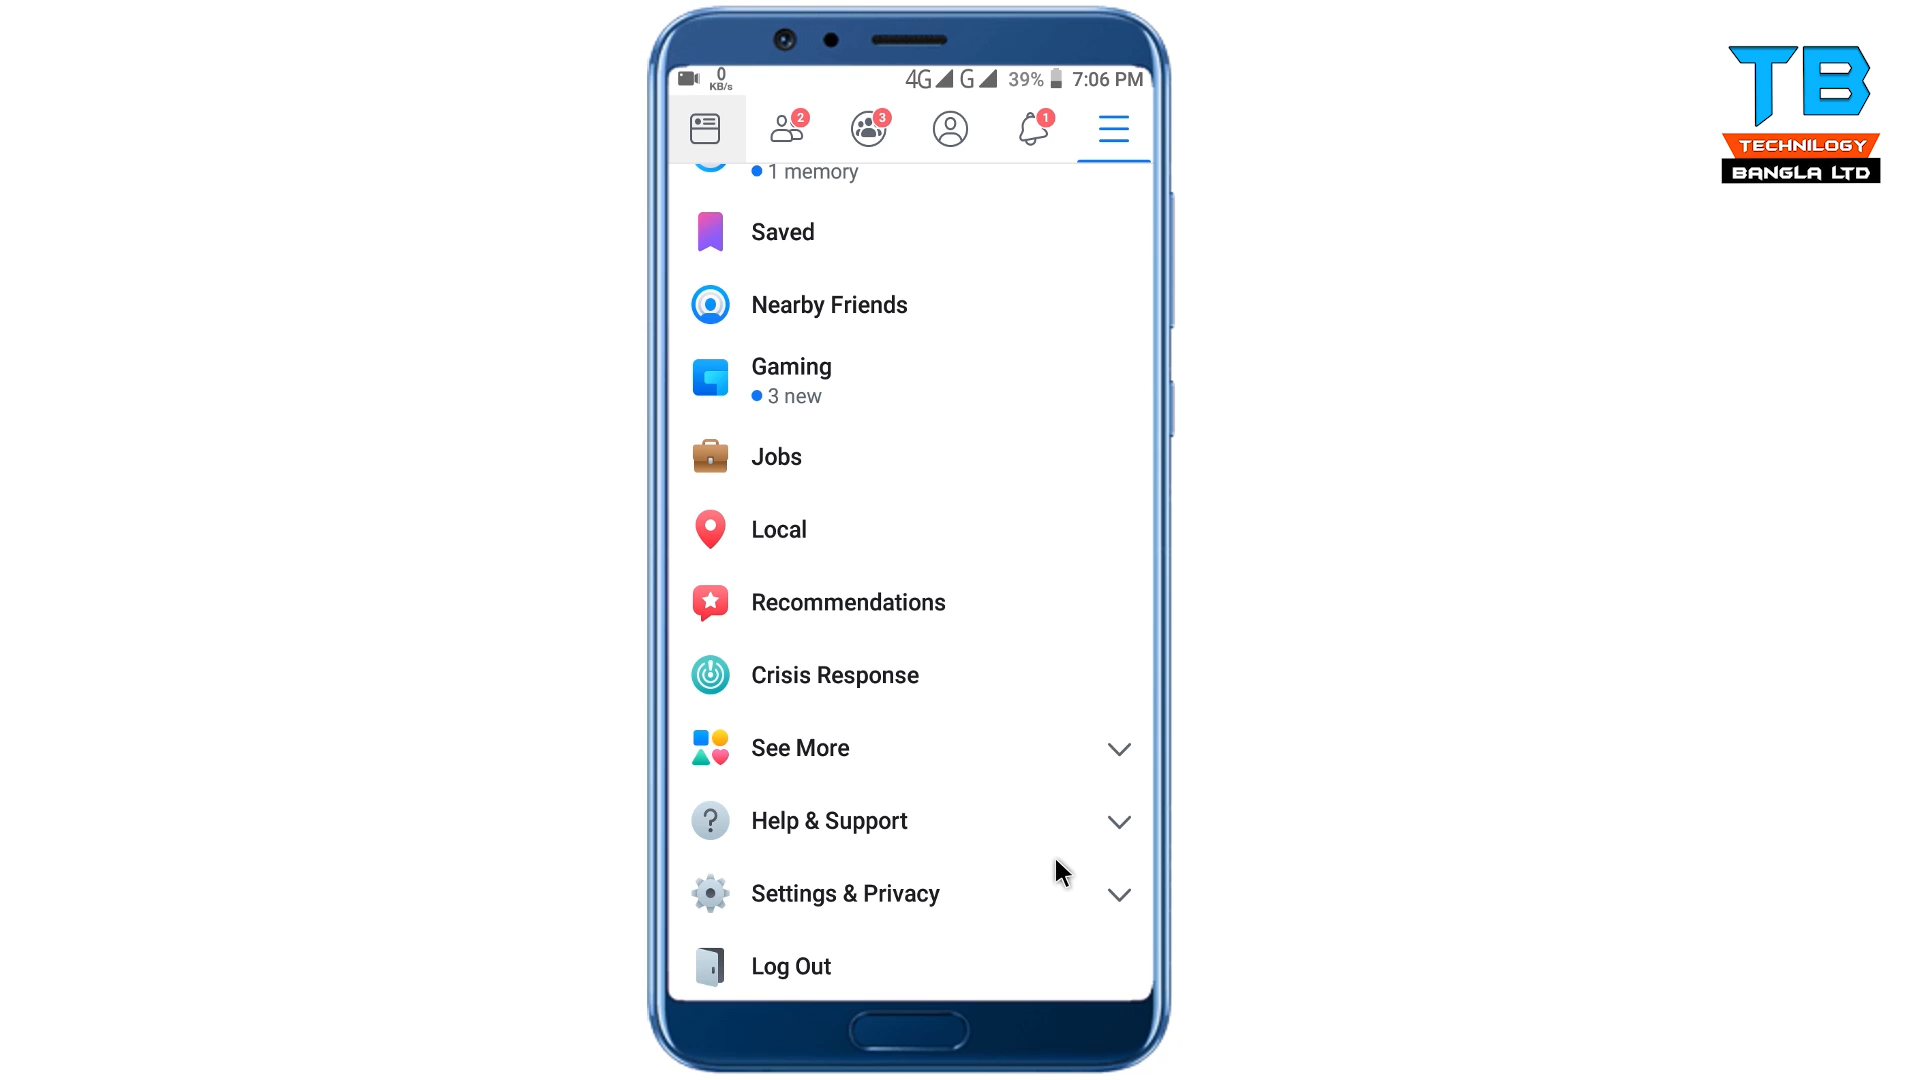 0
KB/s
4G G 39% 7:06 PM
2
3
1
1 memory
Saved
Nearby Friends
Gaming
3 new
Jobs
Local
Recommendations
Crisis Response
See More
? Help & Support
Settings & Privacy
Log Out
TB
TECHNILOGY
BANGLA LTD